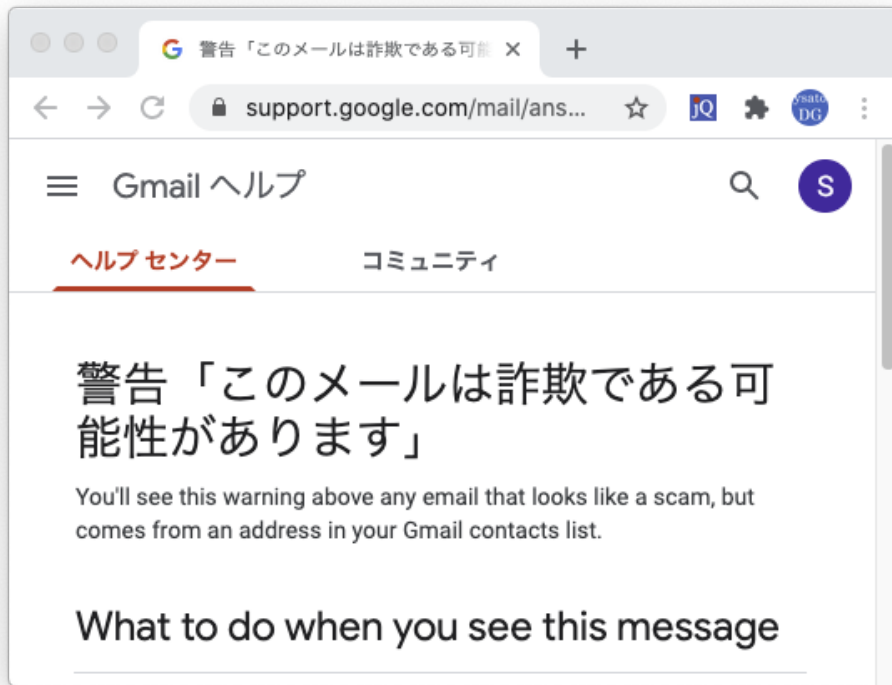 警告「このメールは詐欺である可能
support.google.com/mail/ans...
jQ
ysato
DG
Gmail ヘルプ
S
ヘルプ センター
コミュニティ
警告「このメールは詐欺である可
能性があります」
You'll see this warning above any email that looks like a scam, but
comes from an address in your Gmail contacts list.
What to do when you see this message